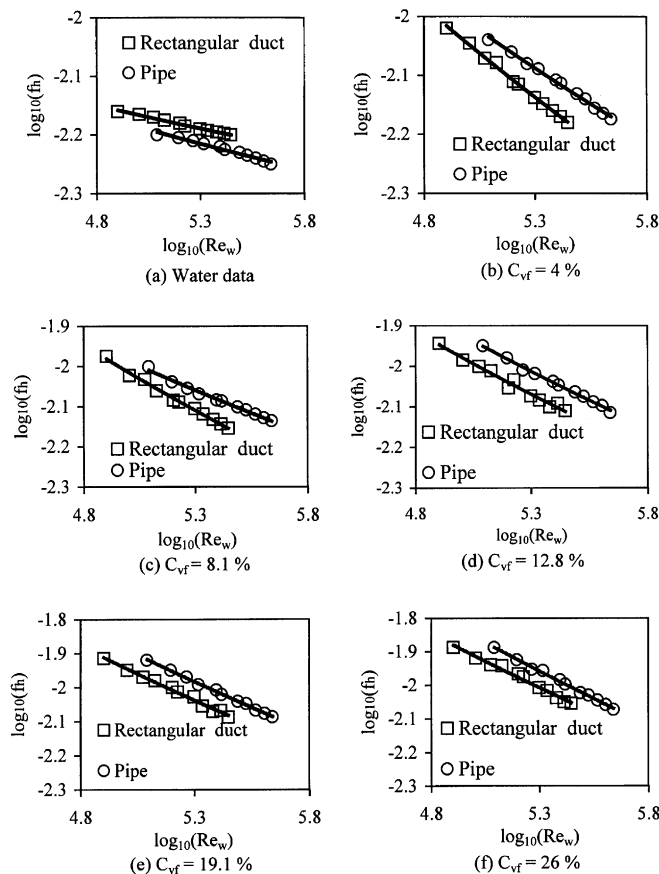 -2
-2.1
-2.2
-2.3
log10(fh)
Rectangular duct
Pipe
4.8 5.3 5.8
log10(Rew)
(a) Water data
-2
-2.1
-2.2
-2.3
log10(fh)
Rectangular duct
Pipe
4.8 5.3 5.8
log10(Rew)
(b) Cvf = 4 %
-1.9
-2
-2.1
-2.2
-2.3
log10(fh)
Rectangular duct
Pipe
4.8 5.3 5.8
log10(Rew)
(c) Cvf = 8.1 %
-1.9
-2
-2.1
-2.2
-2.3
log10(fh)
Rectangular duct
Pipe
4.8 5.3 5.8
log10(Rew)
(d) Cvf = 12.8 %
-1.8
-1.9
-2
-2.1
-2.2
-2.3
log10(fh)
Rectangular duct
Pipe
4.8 5.3 5.8
log10(Rew)
(e) Cvf = 19.1 %
-1.8
-1.9
-2
-2.1
-2.2
-2.3
log10(fh)
Rectangular duct
Pipe
4.8 5.3 5.8
log10(Rew)
(f) Cvf = 26 %